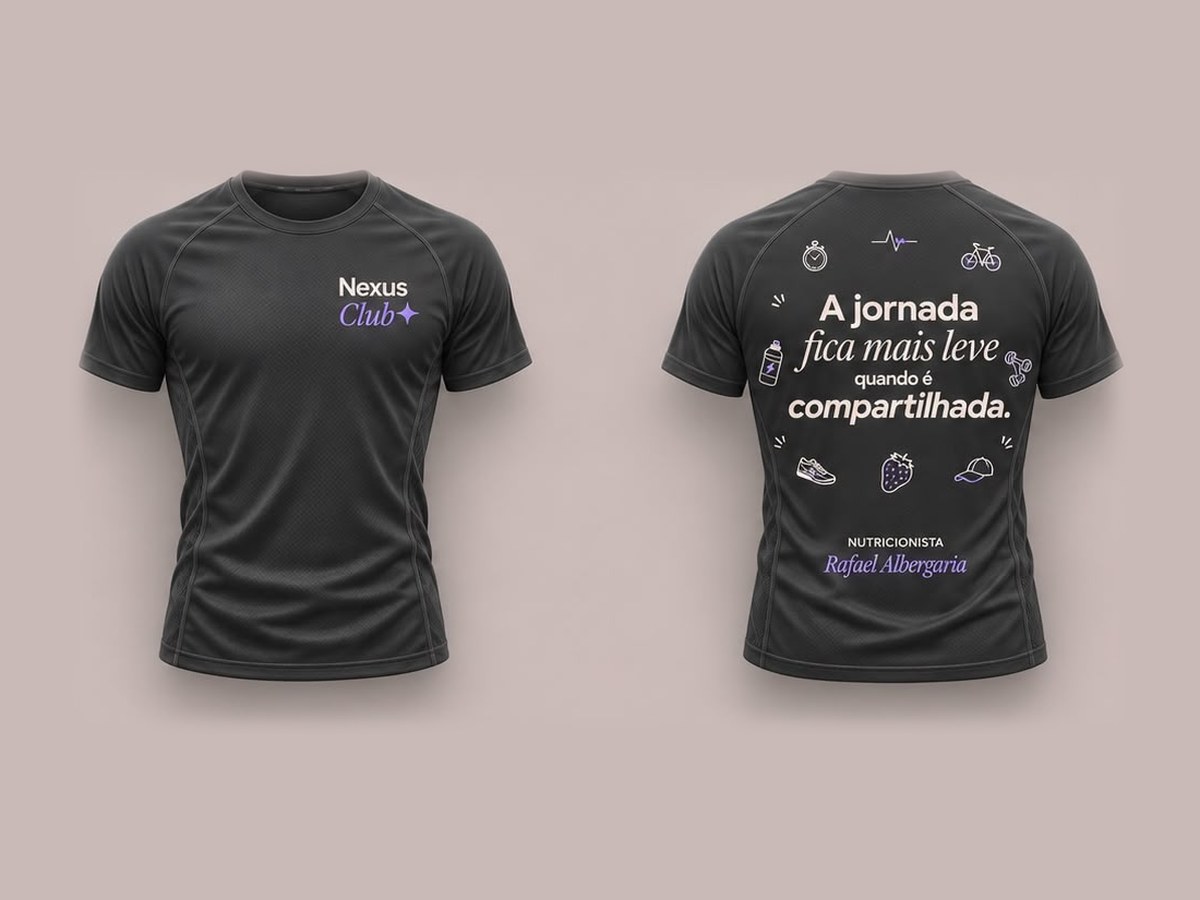 Nexus
Club
A jornada
fica mais leve
quando é
compartilhada.
NUTRICIONISTA
Rafael Albergaria